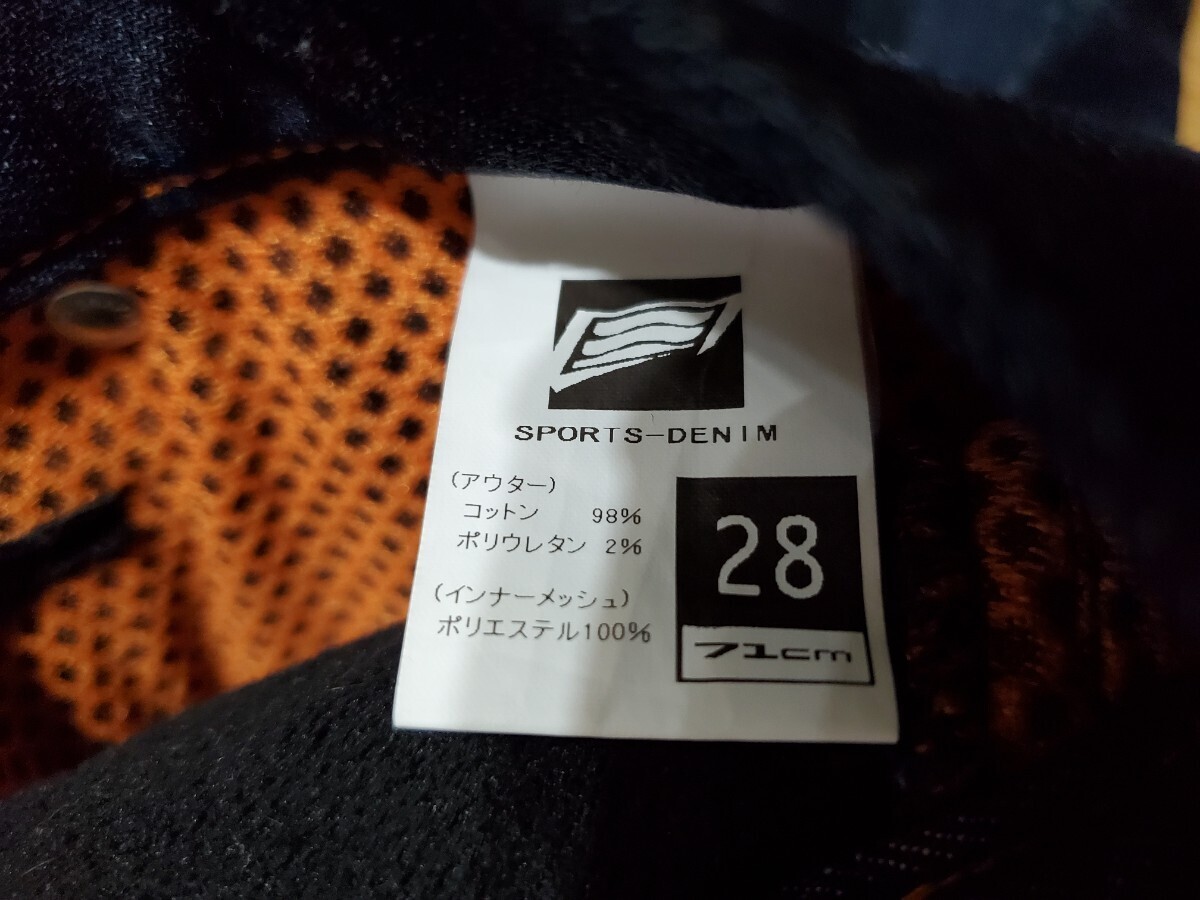 SPORTS-DENIM
(アウター)
コットン 98%
ポリウレタン 2%
(インナーメッシュ)
ポリエステル100%
28
71cm